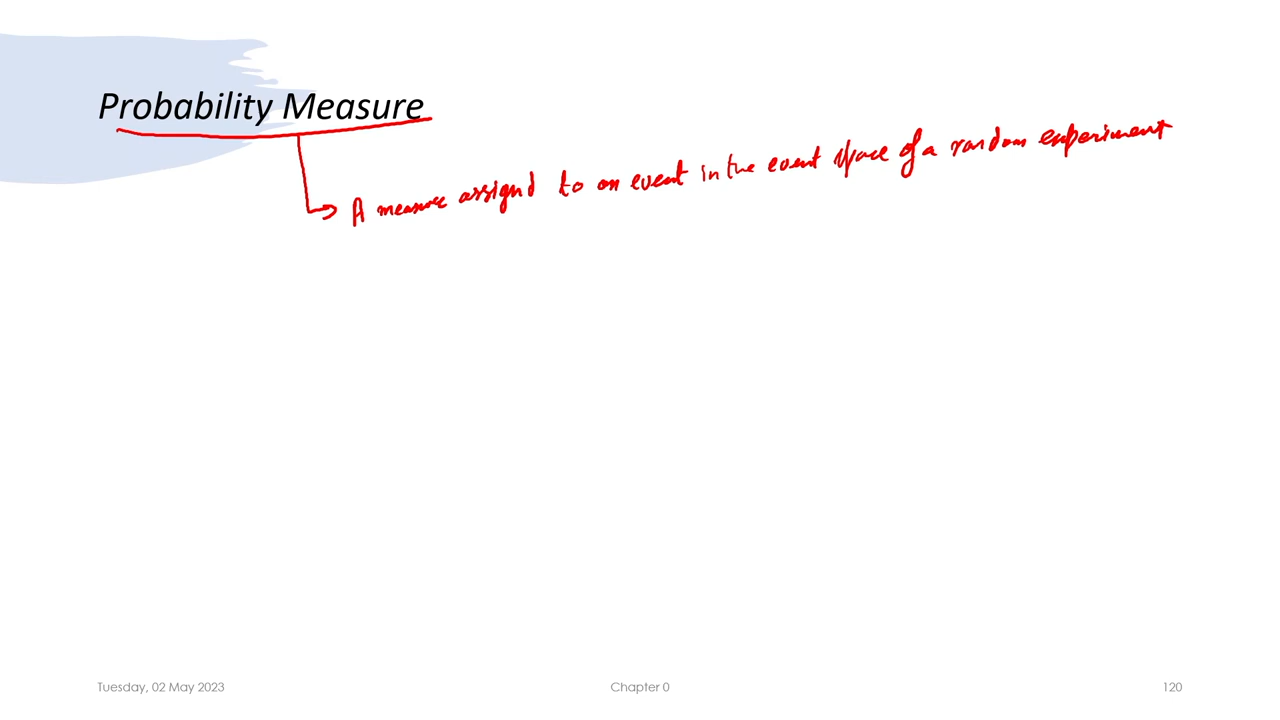 Probability Measure
A measure assignd to an event in the event space of a random experiment
Tuesday, 02 May 2023
Chapter 0
120